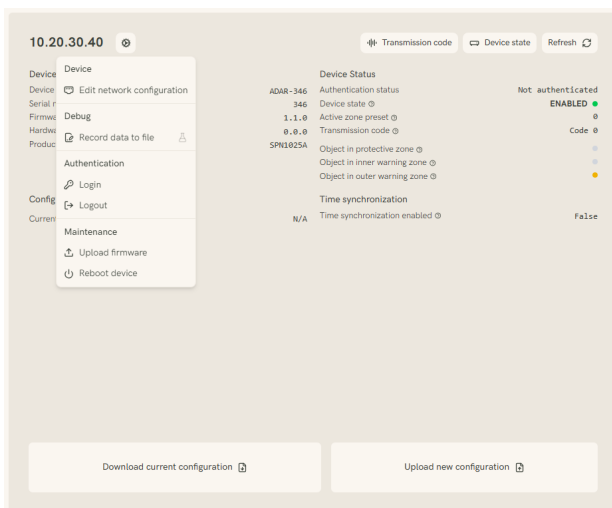 10.20.30.40
Transmission code
Device state
Refresh
Device
Device
Edit network configuration
Debug
Record data to file
Authentication
Login
Logout
Maintenance
Upload firmware
Reboot device
Device
ADAR-346
346
1.1.0
0.0.0
SPN1025A
Config
Current
N/A
Device Status
Authentication status Not authenticated
Device state ENABLED
Active zone preset 0
Transmission code Code 0
Object in protective zone
Object in inner warning zone
Object in outer warning zone
Time synchronization
Time synchronization enabled False
Download current configuration
Upload new configuration